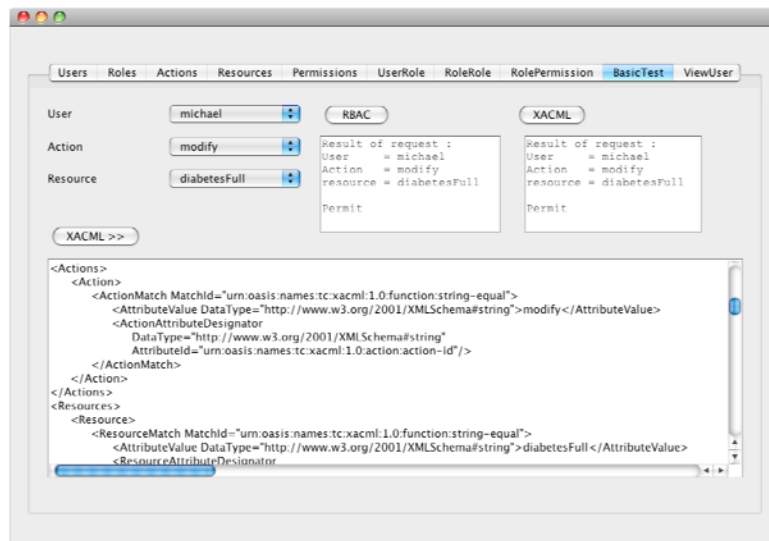 Users Roles Actions Resources Permissions UserRole RoleRole RolePermission BasicTest ViewUser
User michael RBAC XACML
Action modify
Resource diabetesFull
Result of request :
User = michael
Action = modify
resource = diabetesFull
Permit
Result of request :
User = michael
Action = modify
resource = diabetesFull
Permit
XACML >>
<Actions>
<Action>
<ActionMatch MatchId="urn:oasis:names:tc:xacml:1.0:function:string-equal">
<AttributeValue DataType="http://www.w3.org/2001/XMLSchema#string">modify</AttributeValue>
<ActionAttributeDesignator
DataType="http://www.w3.org/2001/XMLSchema#string"
AttributeId="urn:oasis:names:tc:xacml:1.0:action:action-id"/>
</ActionMatch>
</Action>
</Actions>
<Resources>
<Resource>
<ResourceMatch MatchId="urn:oasis:names:tc:xacml:1.0:function:string-equal">
<AttributeValue DataType="http://www.w3.org/2001/XMLSchema#string">diabetesFull</AttributeValue>
<ResourceAttributeDesignator